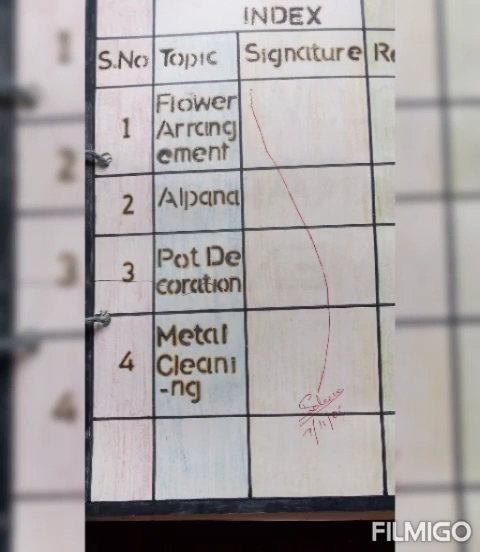 INDEX
S.No Topic Signature
1 Flower
Arrang
ement
2 Alpana
3 Pot De
coration
4 Metal
Cleani
-ng
FILMIGO